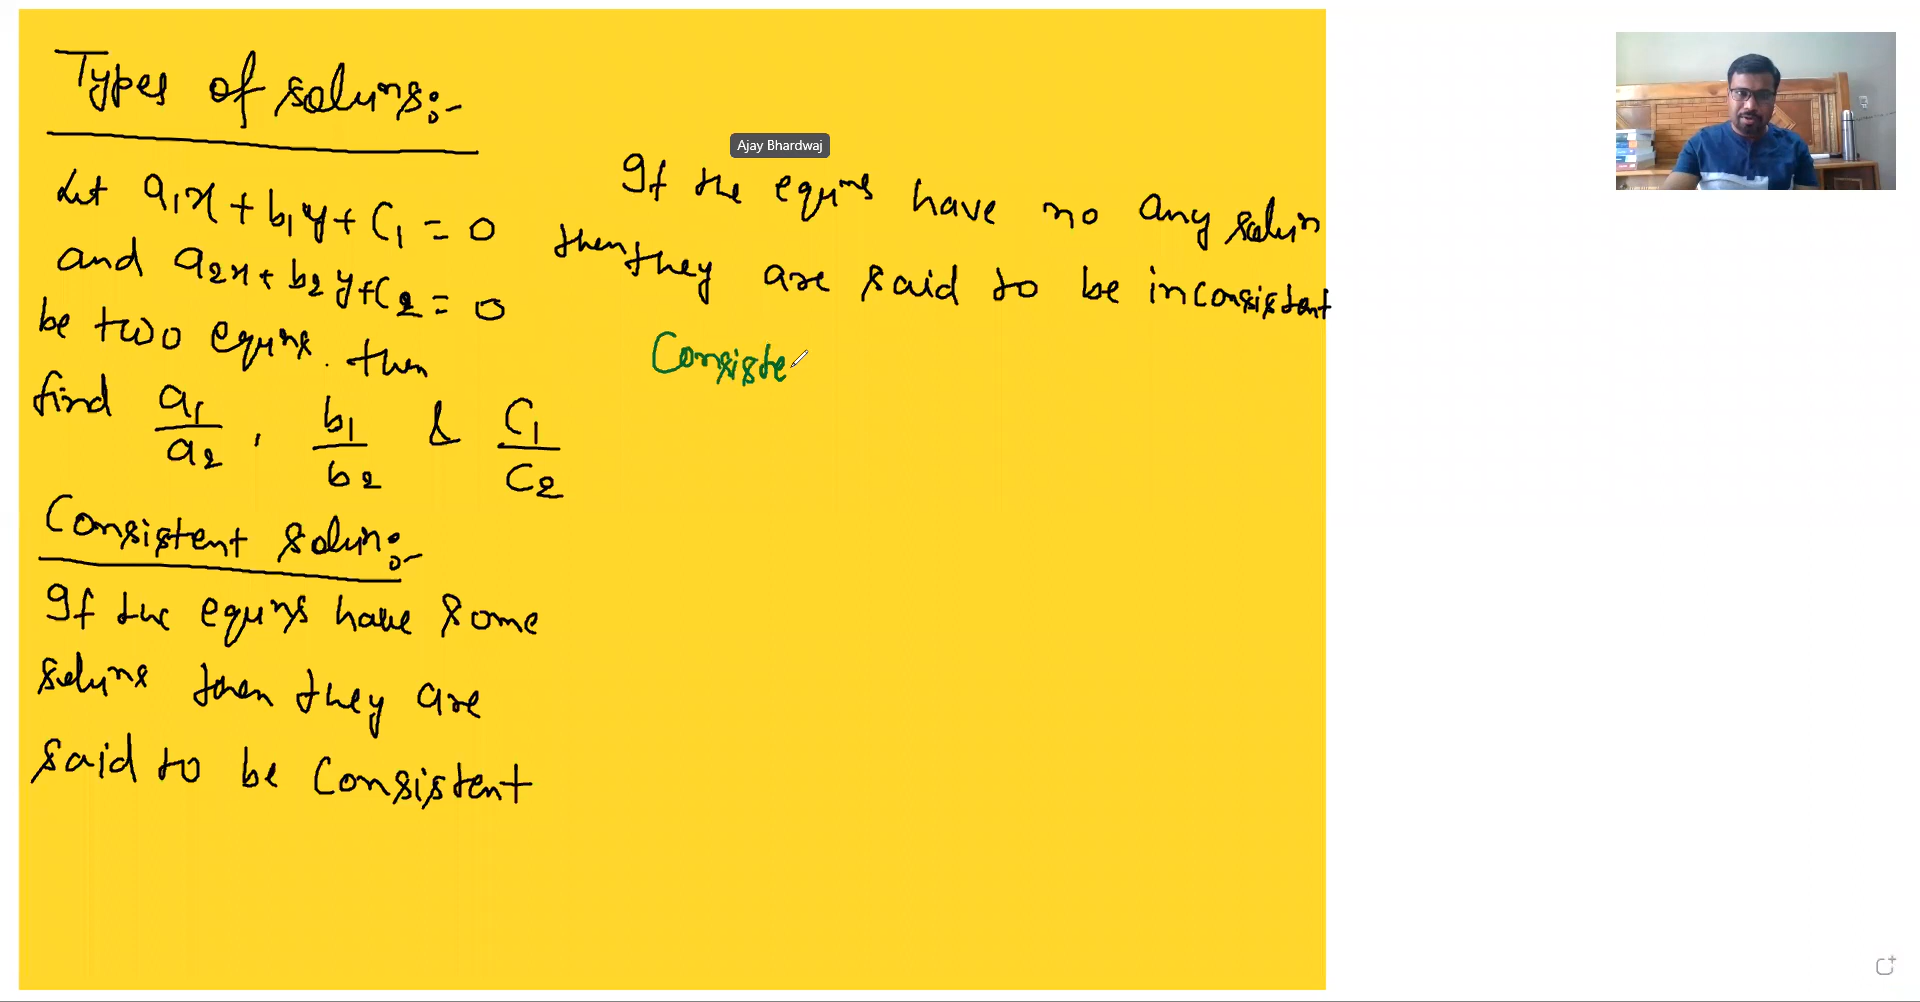 Types of soluns:-
Let a₁x + b₁y + c₁ = 0
and a₂x + b₂y + c₂ = 0
be two equns. then
find a₁/a₂, b₁/b₂ & c₁/c₂
Consistent solun:-
If the equns have some
soluns then they are
said to be consistent
Ajay Bhardwaj
If the equns have no any solun
then they are said to be inconsistent
Consiste